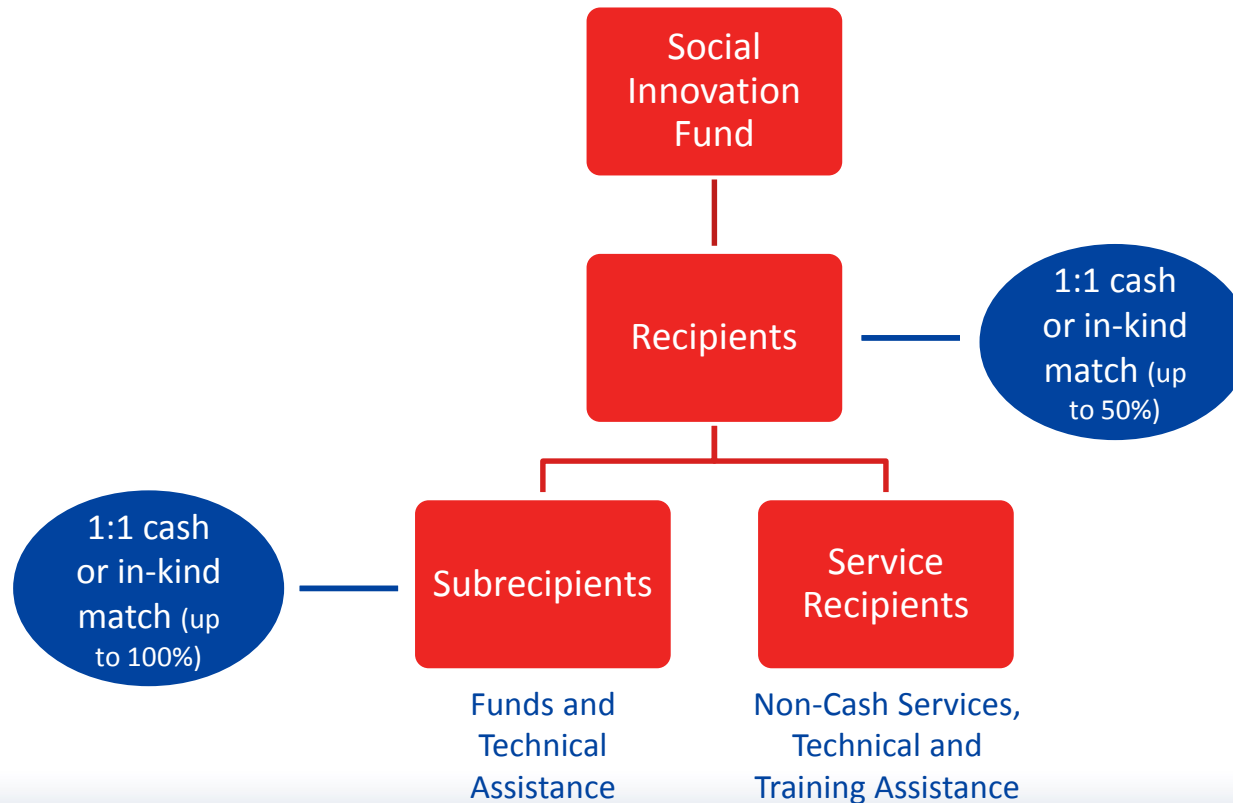 Social
Innovation
Fund
Recipients
1:1 cash
or in-kind
match (up
to 50%)
1:1 cash
or in-kind
match (up
to 100%)
Subrecipients
Service
Recipients
Funds and
Technical
Assistance
Non-Cash Services,
Technical and
Training Assistance